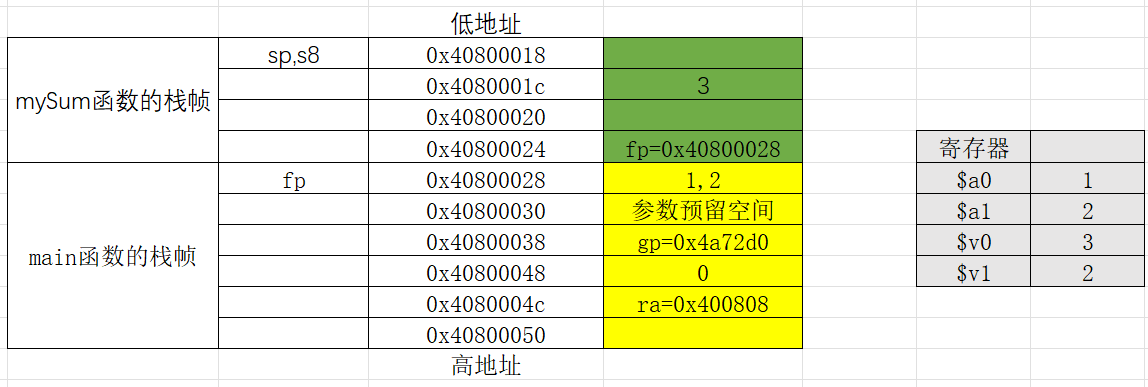 低地址
mySum函数的栈帧 sp,s8 0x40800018
0x4080001c 3
0x40800020
0x40800024 fp=0x40800028 寄存器
main函数的栈帧 fp 0x40800028 1,2 $a0 1
0x40800030 参数预留空间 $a1 2
0x40800038 gp=0x4a72d0 $v0 3
0x40800048 0 $v1 2
0x4080004c ra=0x400808
0x40800050
高地址